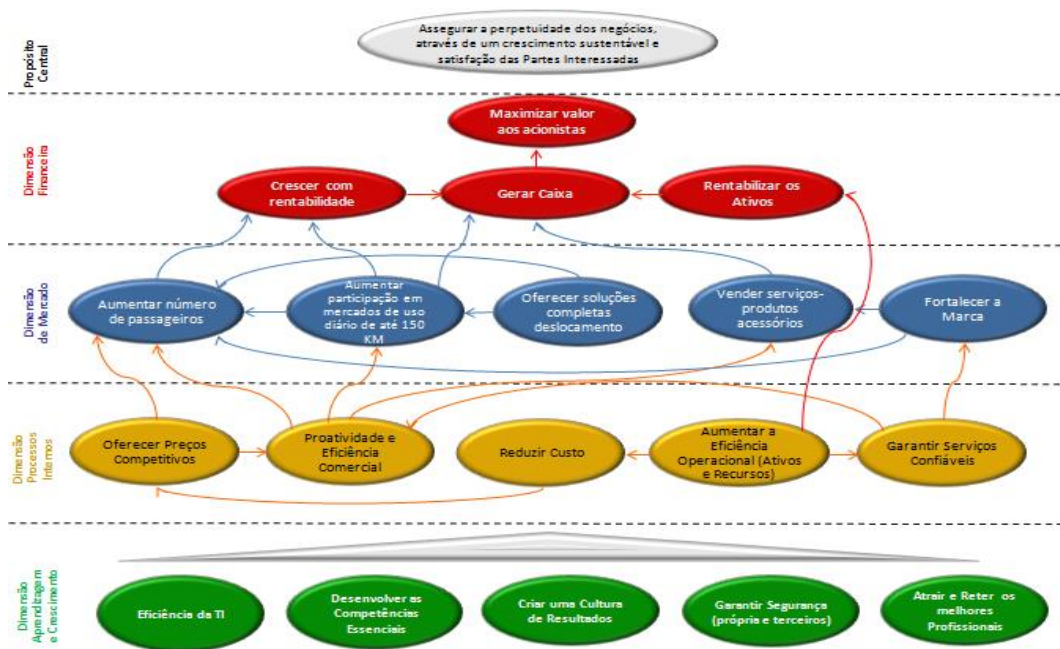 Propósito
Central
Assegurar a perpetuidade dos negócios,
através de um crescimento sustentável e
satisfação das Partes Interessadas
Dimensão
Financeira
Maximizar valor
aos acionistas
Crescer com
rentabilidade
Gerar Caixa
Rentabilizar os
Ativos
Dimensão
de Mercado
Aumentar número
de passageiros
Aumentar
participação em
mercados de uso
diário de até 150
KM
Oferecer soluções
completas
deslocamento
Vender serviços-
produtos
acessórios
Fortalecer a
Marca
Dimensão
Processos
Internos
Oferecer Preços
Competitivos
Proatividade e
Eficiência
Comercial
Reduzir Custo
Aumentar a
Eficiência
Operacional (Ativos
e Recursos)
Garantir Serviços
Confiáveis
Dimensão
Aprendizagem
e Crescimento
Eficiência da TI
Desenvolver as
Competências
Essenciais
Criar uma Cultura
de Resultados
Garantir Segurança
(própria e terceiros)
Atrair e Reter os
melhores
Profissionais